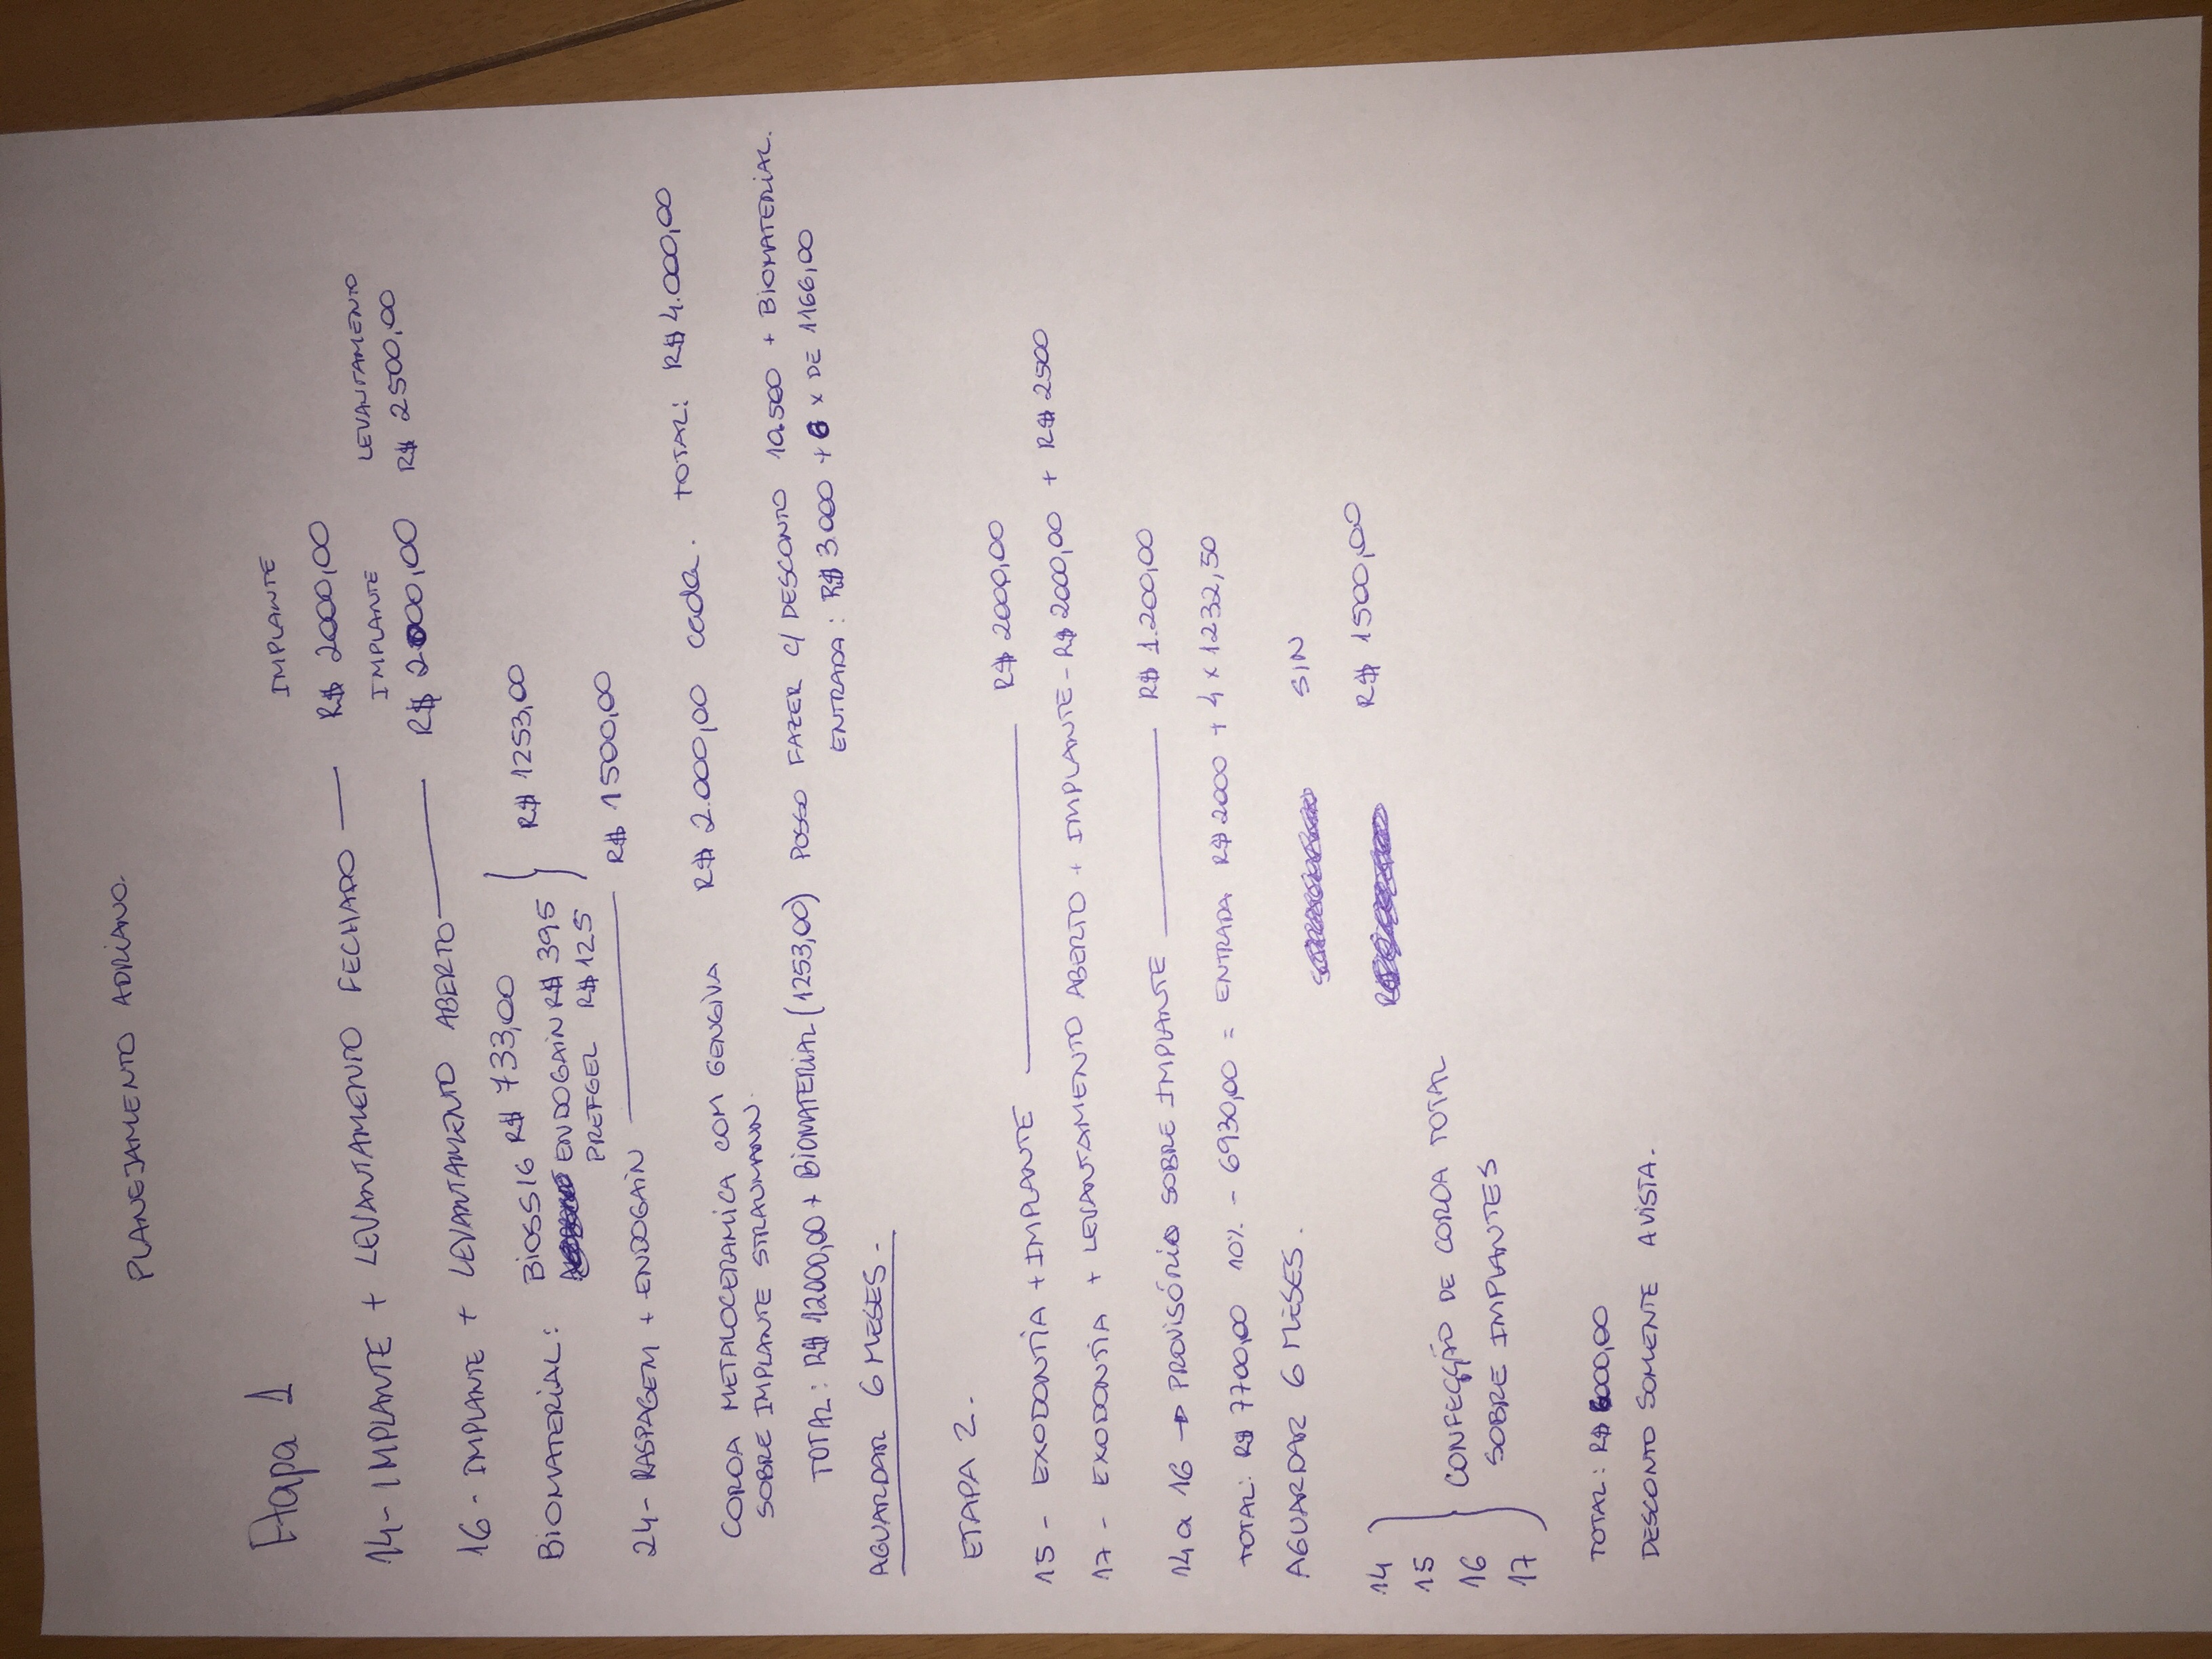 PLANEJAMENTO ADRIANO.
Etapa 1
IMPLANTE
14- IMPLANTE + LEVANTAMENTO FECHADO — R$ 2000,00
IMPLANTE LEVANTAMENTO
16 - IMPLANTE + LEVANTAMENTO ABERTO — R$ 2000,00 R$ 2500,00
BIOMATERIAL: BIOSS16 R$ 733,00
ENDOGAIN R$ 395 R$ 1253,00
PREFGEL R$ 125
24- RASPAGEM + ENDOGAIN — R$ 1500,00
COROA METALOCERAMICA COM GENGIVA R$ 2.000,00 cada. TOTAL: R$ 4.000,00
SOBRE IMPLANTE STRAUMANN.
TOTAL: R$ 12000,00 + BIOMATERIAL (1253,00) POSSO FAZER C/ DESCONTO 10.500 + BIOMATERIAL.
ENTRADA: R$ 3.000 + 6 x DE 1166,00
AGUARDAR 6 MESES -
ETAPA 2.
15 - EXODONTIA + IMPLANTE — R$ 2000,00
17 - EXODONTIA + LEVANTAMENTO ABERTO + IMPLANTE - R$ 2000,00 + R$ 2500
14 a 16 → PROVISÓRIO SOBRE IMPLANTE — R$ 1.200,00
TOTAL: R$ 7700,00 10% - 6930,00 = ENTRADA R$ 2000 + 4 x 1232,50
AGUARDAR 6 MESES.
SIN
R$ 1500,00
14
15
16
17
CONFECÇÃO DE COROA TOTAL
SOBRE IMPLANTES
TOTAL: R$ 6000,00
DESCONTO SOMENTE A VISTA.